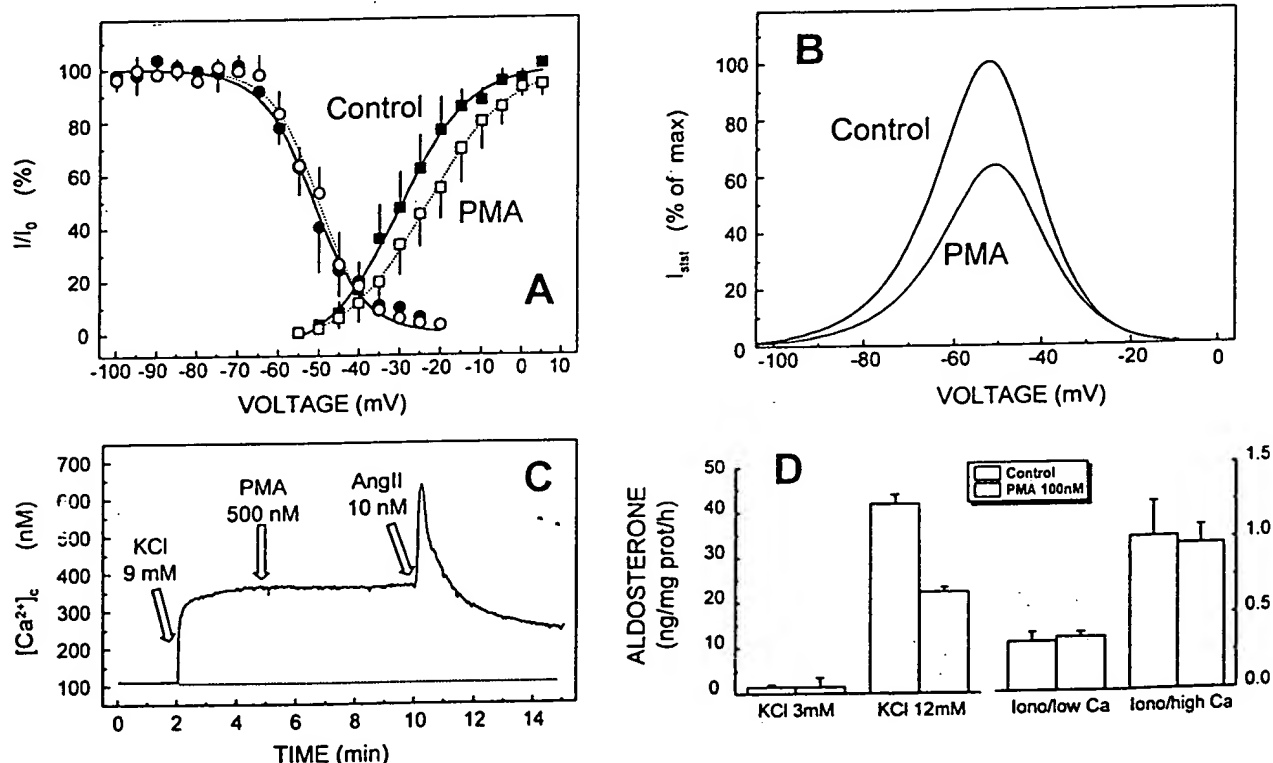 A
I/I₀ (%)
100
80
60
40
20
0
Control
PMA
-100 -90 -80 -70 -60 -50 -40 -30 -20 -10 0 10
VOLTAGE (mV)
B
I_stst (% of max)
100
80
60
40
20
0
Control
PMA
-100 -80 -60 -40 -20 0
VOLTAGE (mV)
C
[Ca²⁺]c (nM)
700
600
500
400
300
200
100
KCl
9 mM
PMA
500 nM
AngII
10 nM
0 2 4 6 8 10 12 14
TIME (min)
D
ALDOSTERONE
(ng/mg prot/h)
50
40
30
20
10
0
Control
PMA 100nM
1.5
1.0
0.5
0.0
KCl 3mM KCl 12mM Iono/low Ca Iono/high Ca